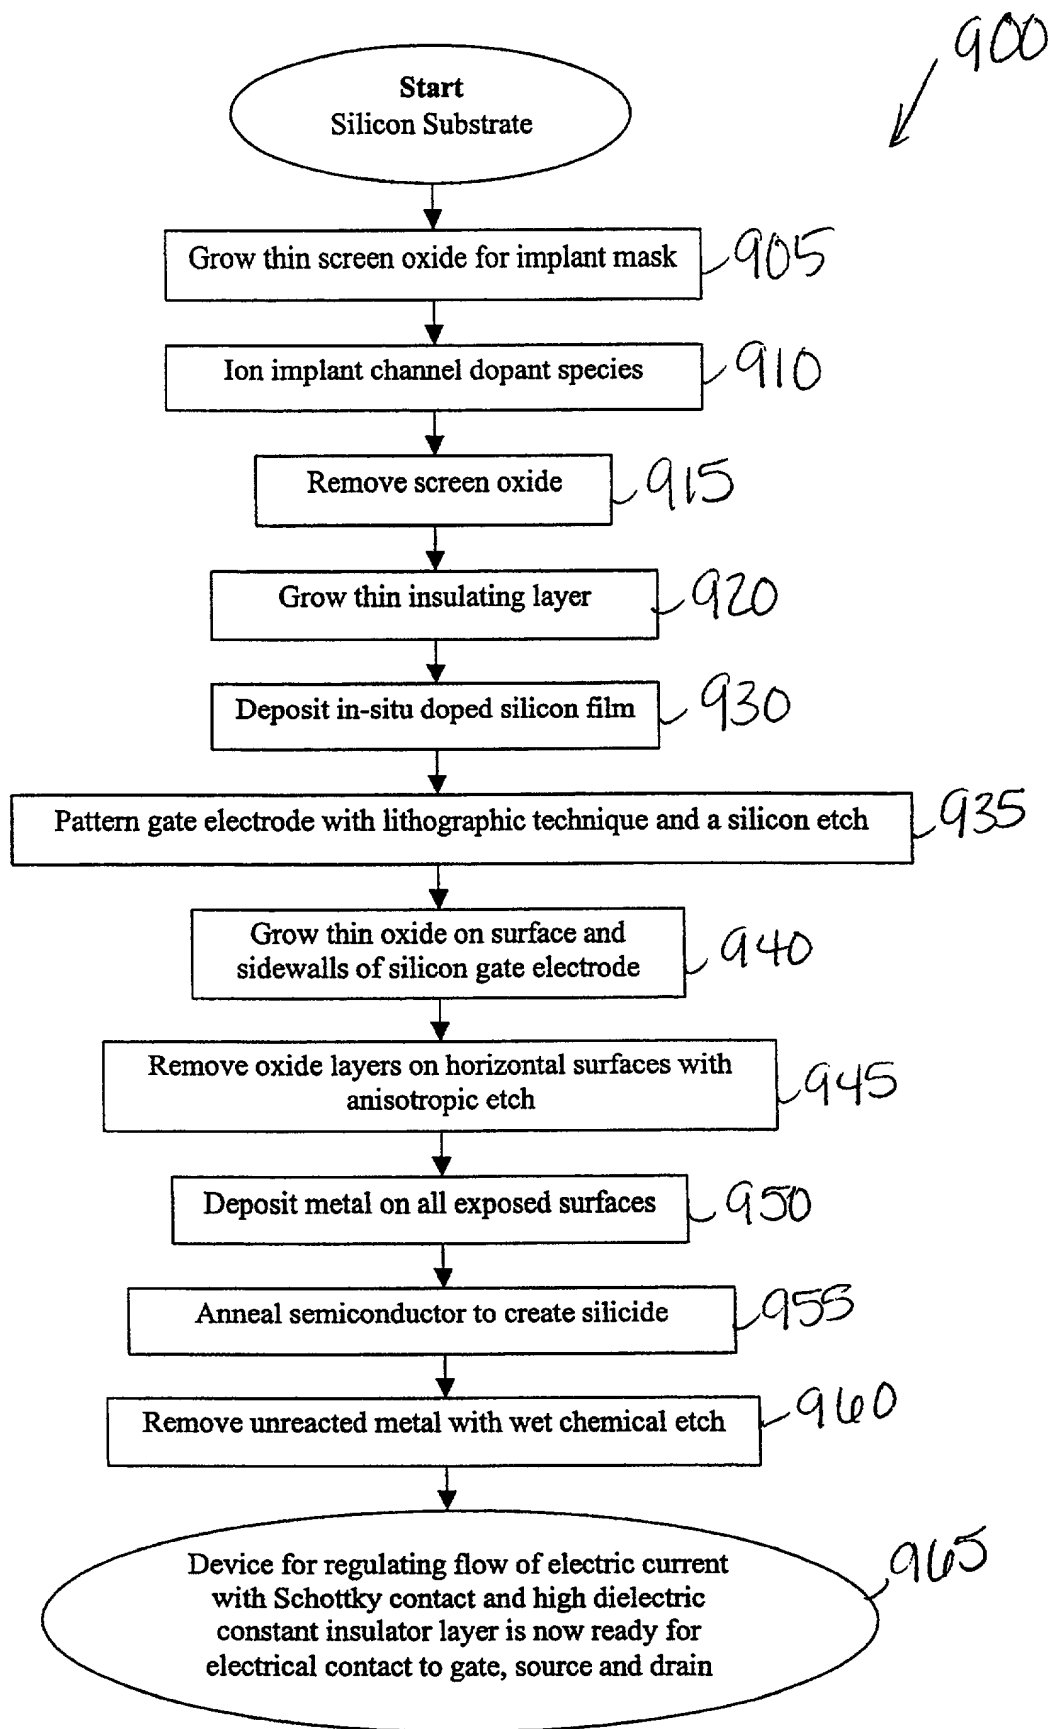 900
Start
Silicon Substrate
Grow thin screen oxide for implant mask
905
Ion implant channel dopant species
910
Remove screen oxide
915
Grow thin insulating layer
920
Deposit in-situ doped silicon film
930
Pattern gate electrode with lithographic technique and a silicon etch
935
Grow thin oxide on surface and
sidewalls of silicon gate electrode
940
Remove oxide layers on horizontal surfaces with
anisotropic etch
945
Deposit metal on all exposed surfaces
950
Anneal semiconductor to create silicide
955
Remove unreacted metal with wet chemical etch
960
Device for regulating flow of electric current
with Schottky contact and high dielectric
constant insulator layer is now ready for
electrical contact to gate, source and drain
965